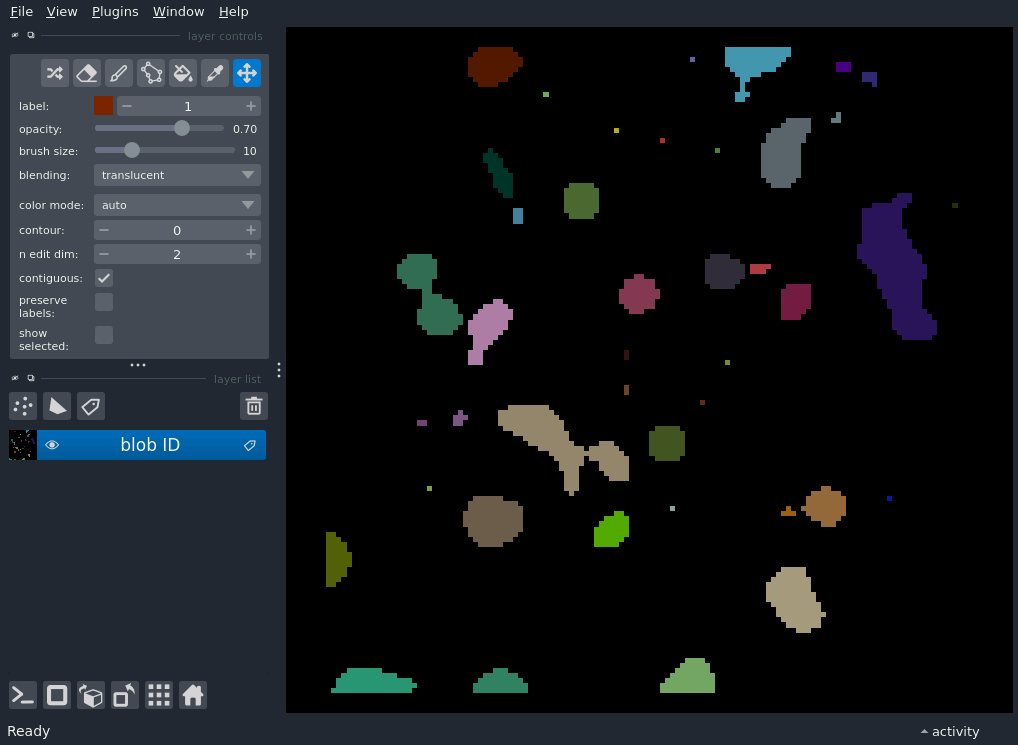 File View Plugins Window Help
layer controls
label: 1
opacity: 0.70
brush size: 10
blending: translucent
color mode: auto
contour: 0
n edit dim: 2
contiguous:
preserve
labels:
show
selected:
layer list
blob ID
Ready
activity